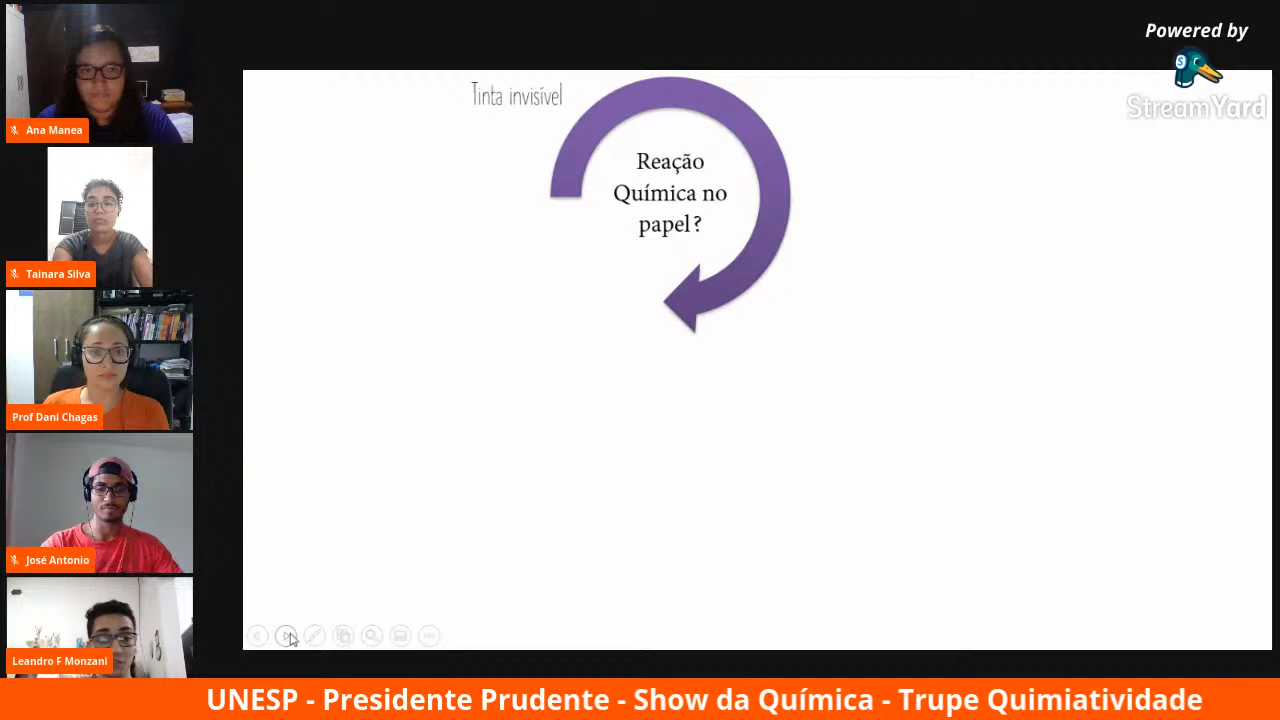 Powered by
S
StreamYard
Tinta invisível
Reação
Química no
papel?
Ana Manea
Tainara Silva
Prof Dani Chagas
José Antonio
Leandro F Monzani
UNESP - Presidente Prudente - Show da Química - Trupe Quimiatividade